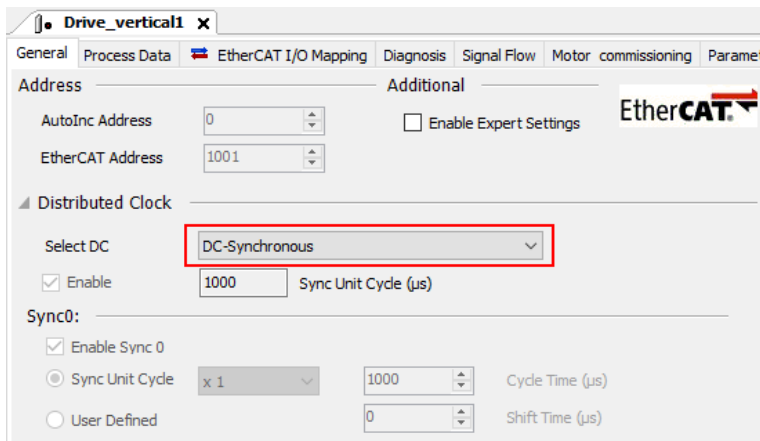 Drive_vertical1 x
General Process Data EtherCAT I/O Mapping Diagnosis Signal Flow Motor commissioning
Address Additional
AutoInc Address 0 Enable Expert Settings
EtherCAT.
EtherCAT Address 1001
Distributed Clock
Select DC DC-Synchronous
Enable 1000 Sync Unit Cycle (µs)
Sync0:
Enable Sync 0
Sync Unit Cycle x 1 1000 Cycle Time (µs)
User Defined 0 Shift Time (µs)